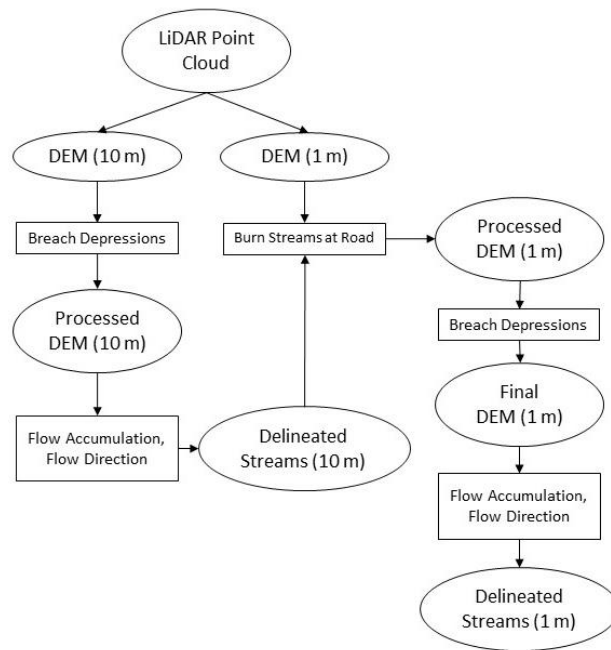 LiDAR Point
Cloud
DEM (10 m)
DEM (1 m)
Breach Depressions
Burn Streams at Road
Processed
DEM (1 m)
Processed
DEM (10 m)
Breach Depressions
Final
DEM (1 m)
Flow Accumulation,
Flow Direction
Delineated
Streams (10 m)
Flow Accumulation,
Flow Direction
Delineated
Streams (1 m)